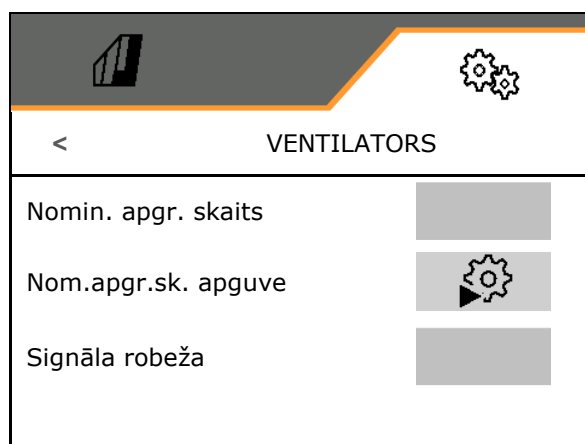 < VENTILATORS
Nomin. apgr. skaits
Nom.apgr.sk. apguve
Signāla robeža